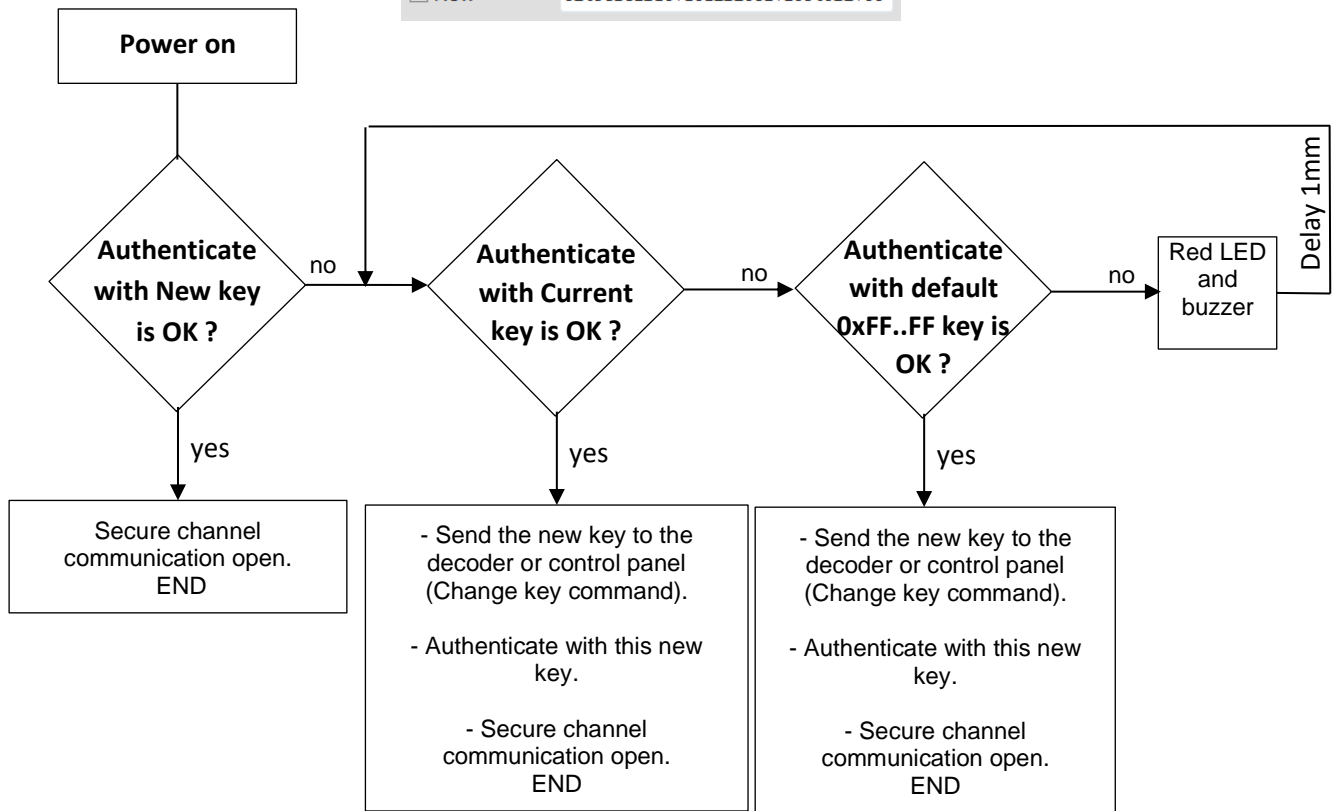 Power on
Authenticate
with New key
is OK ?
no
Authenticate
with Current
key is OK ?
no
Authenticate
with default
0xFF..FF key is
OK ?
no
Red LED
and
buzzer
Delay 1mm
yes
Secure channel
communication open.
END
yes
- Send the new key to the
decoder or control panel
(Change key command).
- Authenticate with this new
key.
- Secure channel
communication open.
END
yes
- Send the new key to the
decoder or control panel
(Change key command).
- Authenticate with this new
key.
- Secure channel
communication open.
END